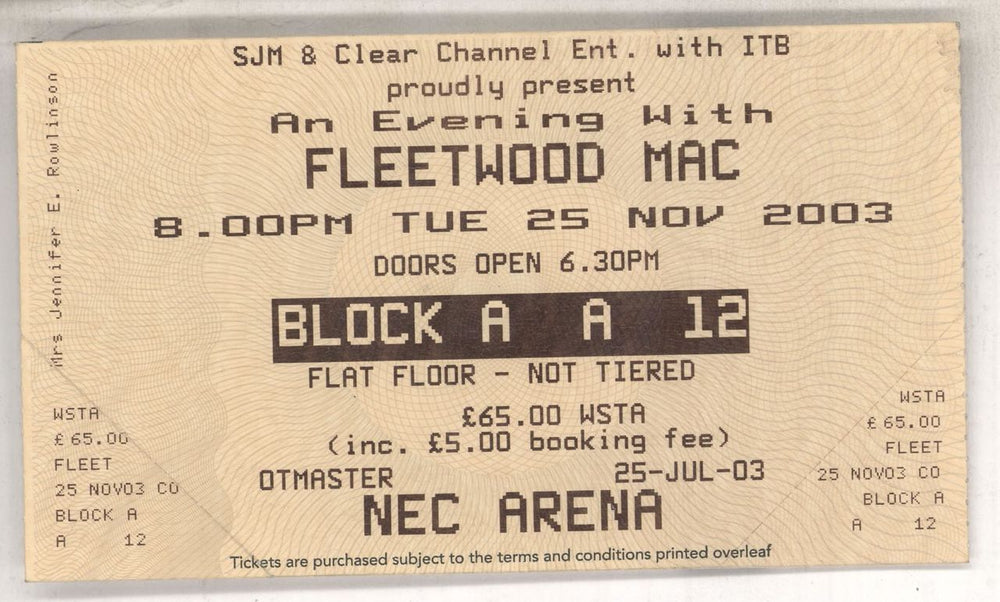 SJM & Clear Channel Ent. with ITB
proudly present
An Evening With
FLEETWOOD MAC
8.00PM TUE 25 NOV 2003
DOORS OPEN 6.30PM
BLOCK A A 12
FLAT FLOOR - NOT TIERED
£65.00 WSTA
(inc. £5.00 booking fee)
OTMASTER 25-JUL-03
NEC ARENA
Tickets are purchased subject to the terms and conditions printed overleaf
Mrs Jennifer E. Rowlinson
WSTA
£65.00
FLEET
25 NOV03 CO
BLOCK A
A 12
WSTA
£65.00
FLEET
25 NOV03 CO
BLOCK A
A 12